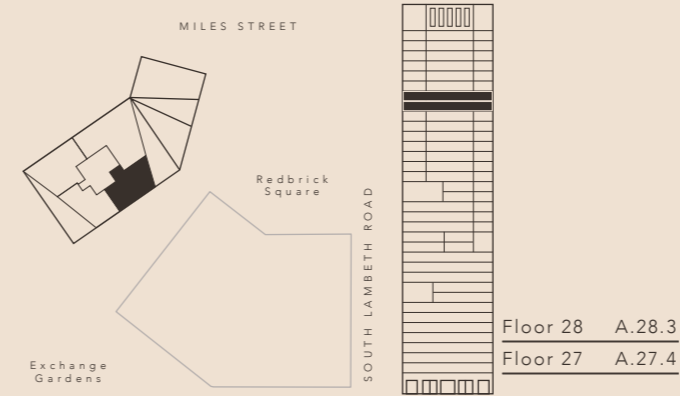 MILES STREET
Redbrick
Square
SOUTH LAMBETH ROAD
Exchange
Gardens
Floor 28 A.28.3
Floor 27 A.27.4